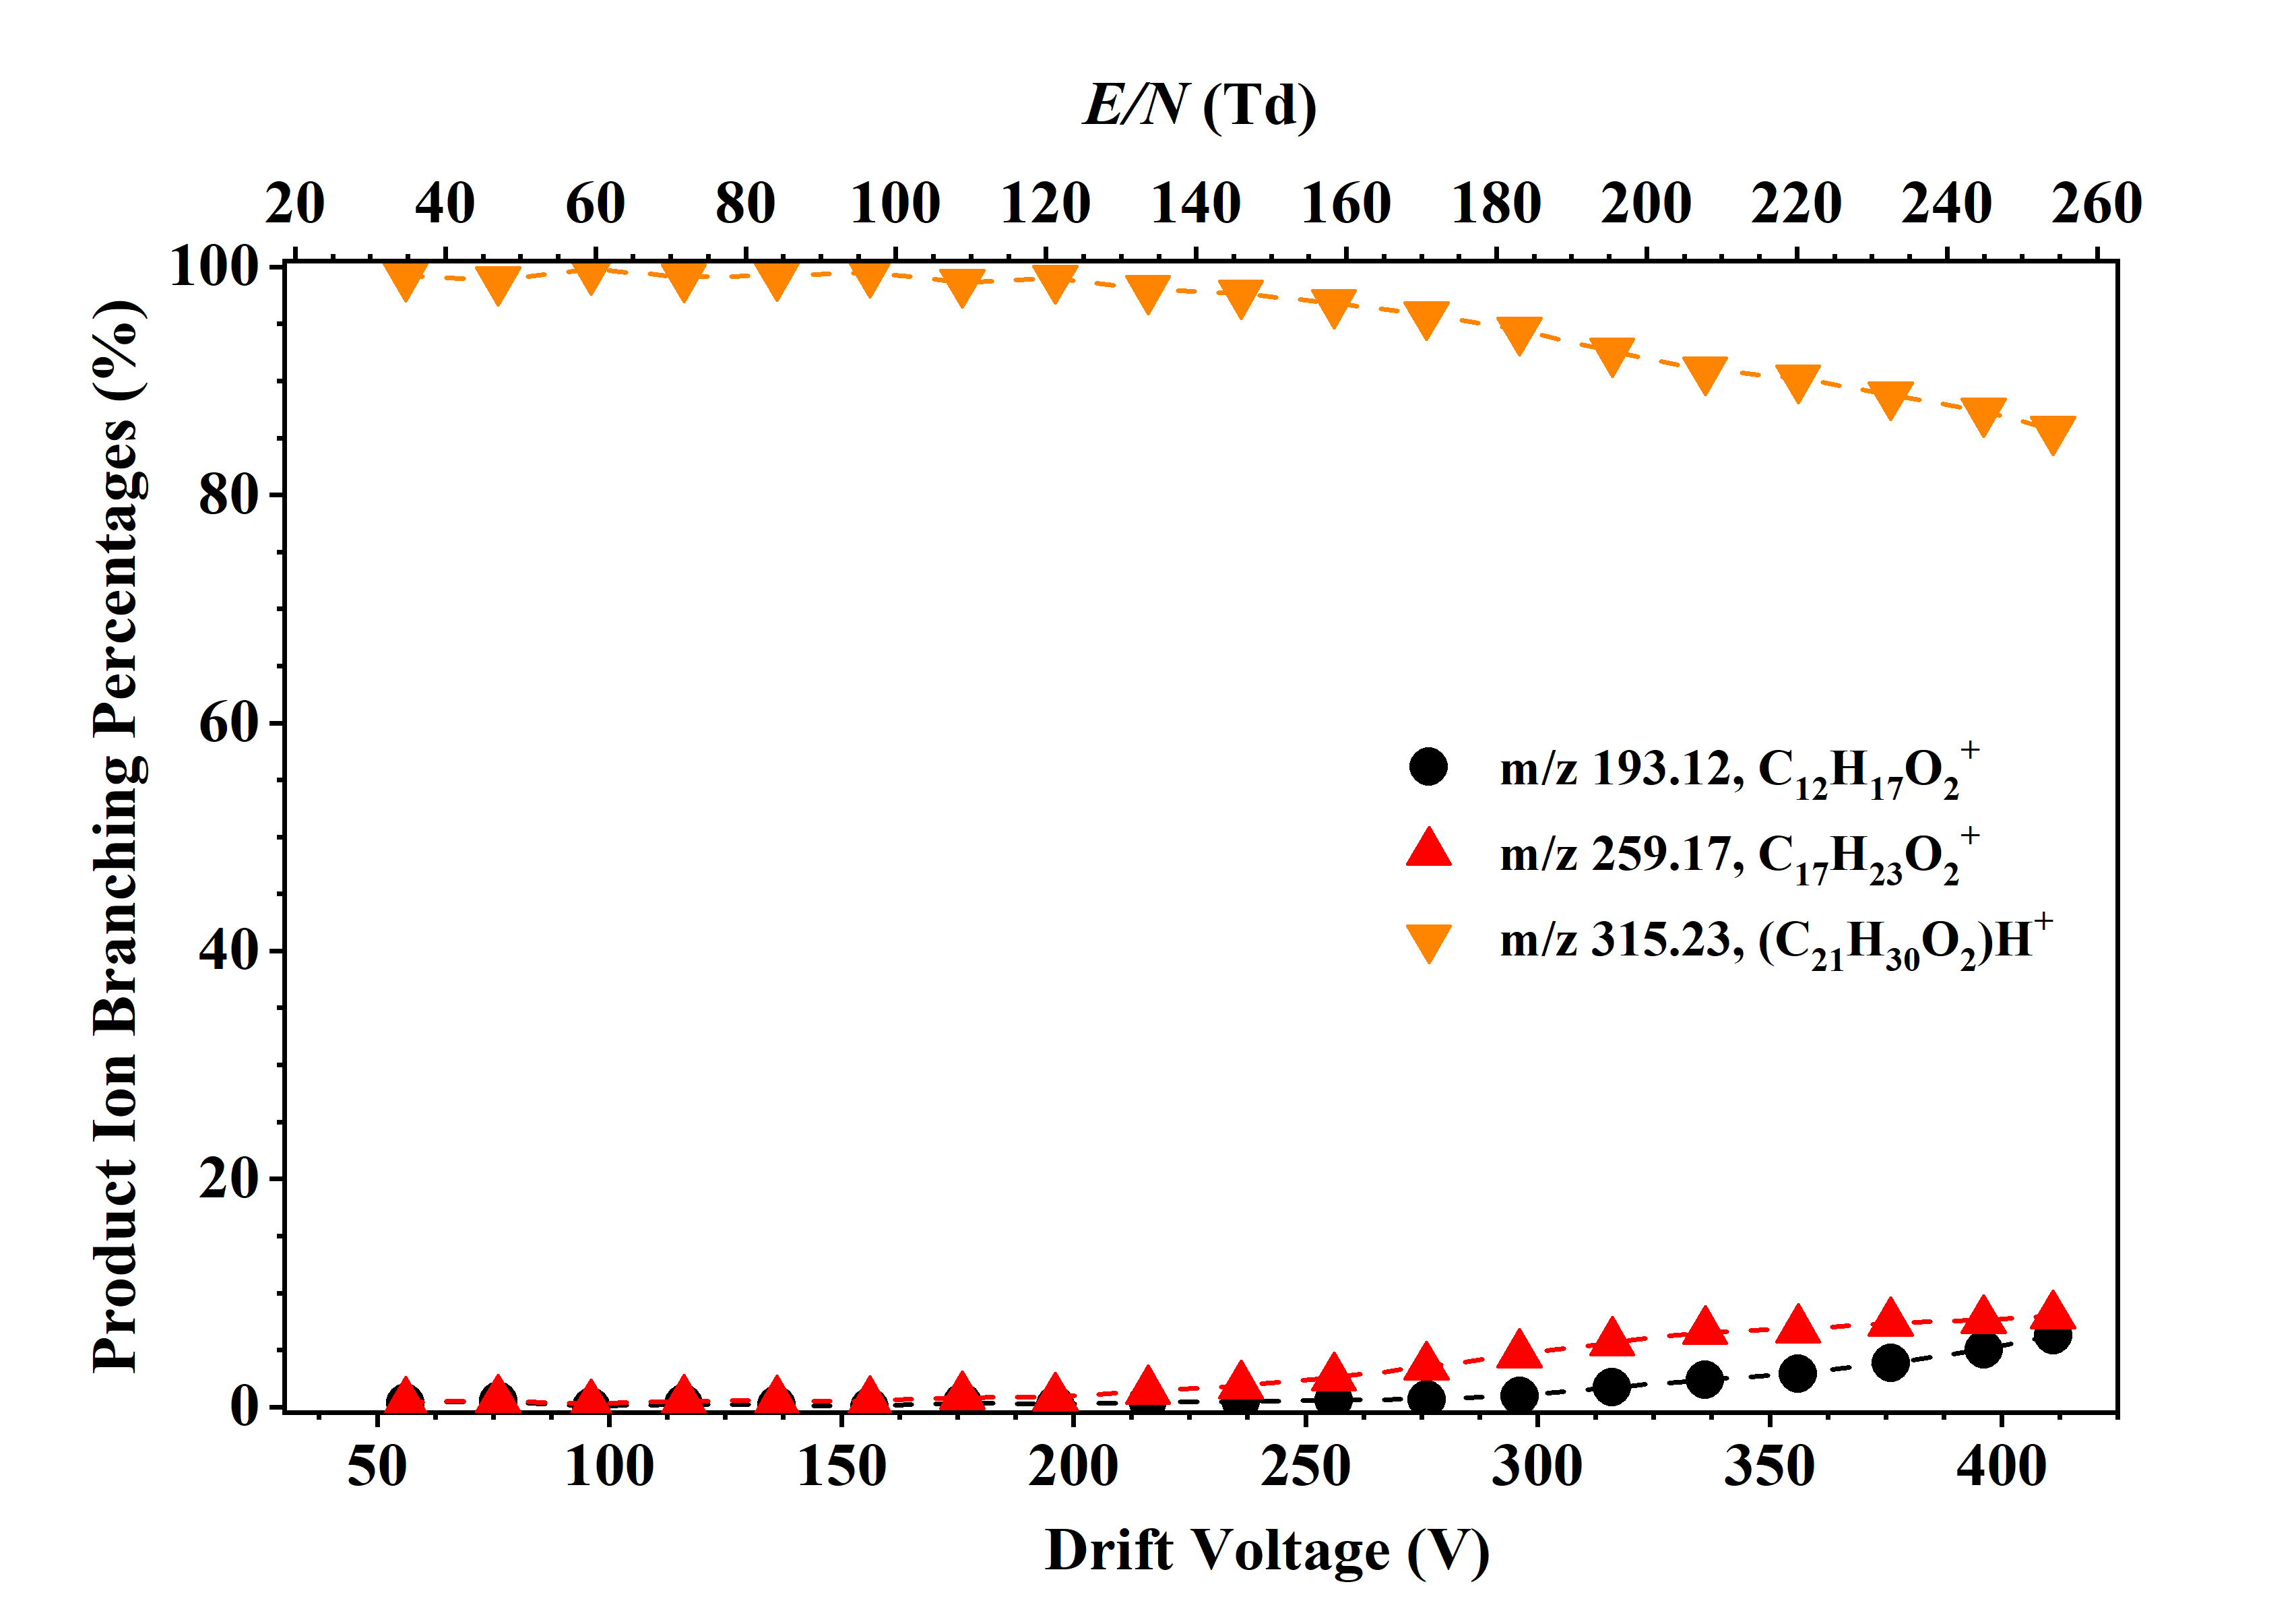 E/N (Td)
20 40 60 80 100 120 140 160 180 200 220 240 260
Product Ion Branching Percentages (%)
100
80
60
40
20
0
m/z 193.12, C₁₂H₁₇O₂⁺
m/z 259.17, C₁₇H₂₃O₂⁺
m/z 315.23, (C₂₁H₃₀O₂)H⁺
50 100 150 200 250 300 350 400
Drift Voltage (V)